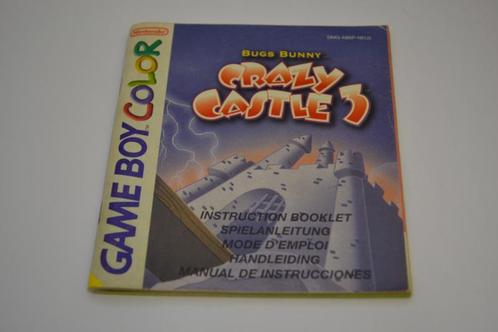 Nintendo
GAME BOY COLOR
BUGS BUNNY
CRAZY
CASTLE 3
INSTRUCTION BOOKLET
SPIELANLEITUNG
MODE D'EMPLOI
HANDLEIDING
MANUAL DE INSTRUCCIONES